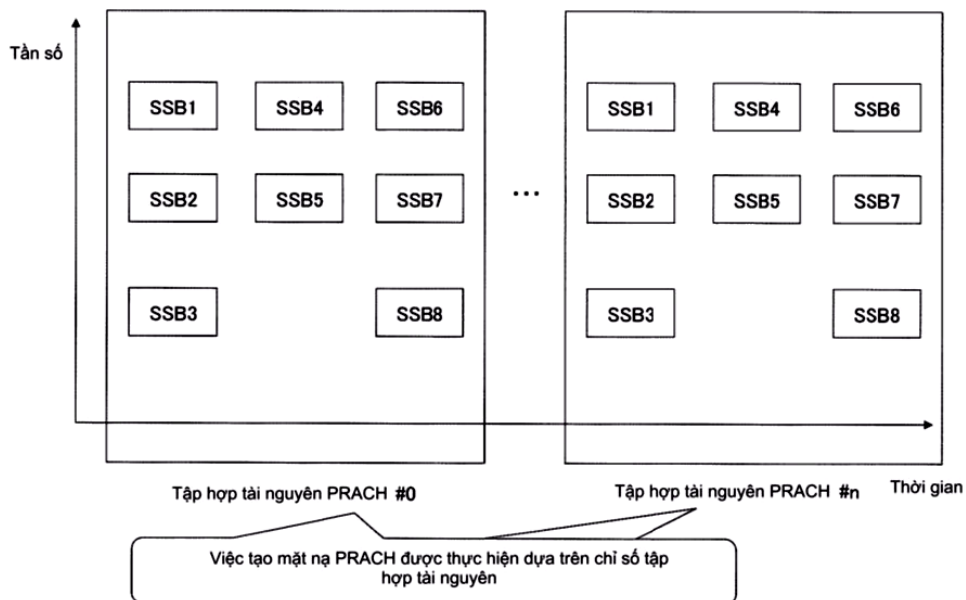 Tần số
SSB1 SSB4 SSB6 SSB1 SSB4 SSB6
SSB2 SSB5 SSB7 ... SSB2 SSB5 SSB7
SSB3 SSB8 SSB3 SSB8
Tập hợp tài nguyên PRACH #0 Tập hợp tài nguyên PRACH #n Thời gian
Việc tạo mặt nạ PRACH được thực hiện dựa trên chỉ số tập
hợp tài nguyên